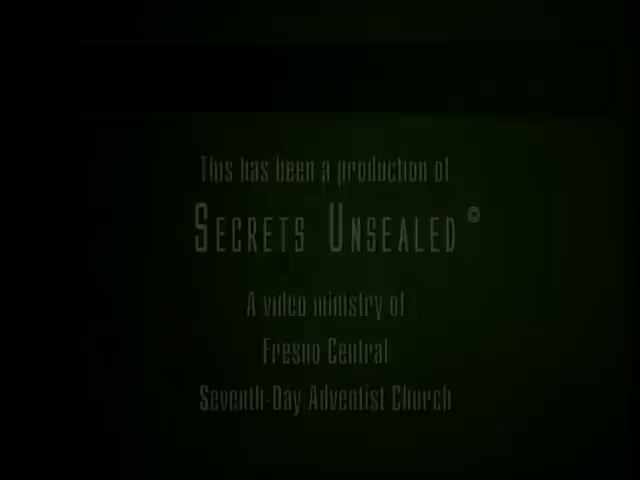 This has been a production of
SECRETS UNSEALED©
A video ministry of
Fresno Central
Seventh-Day Adventist Church